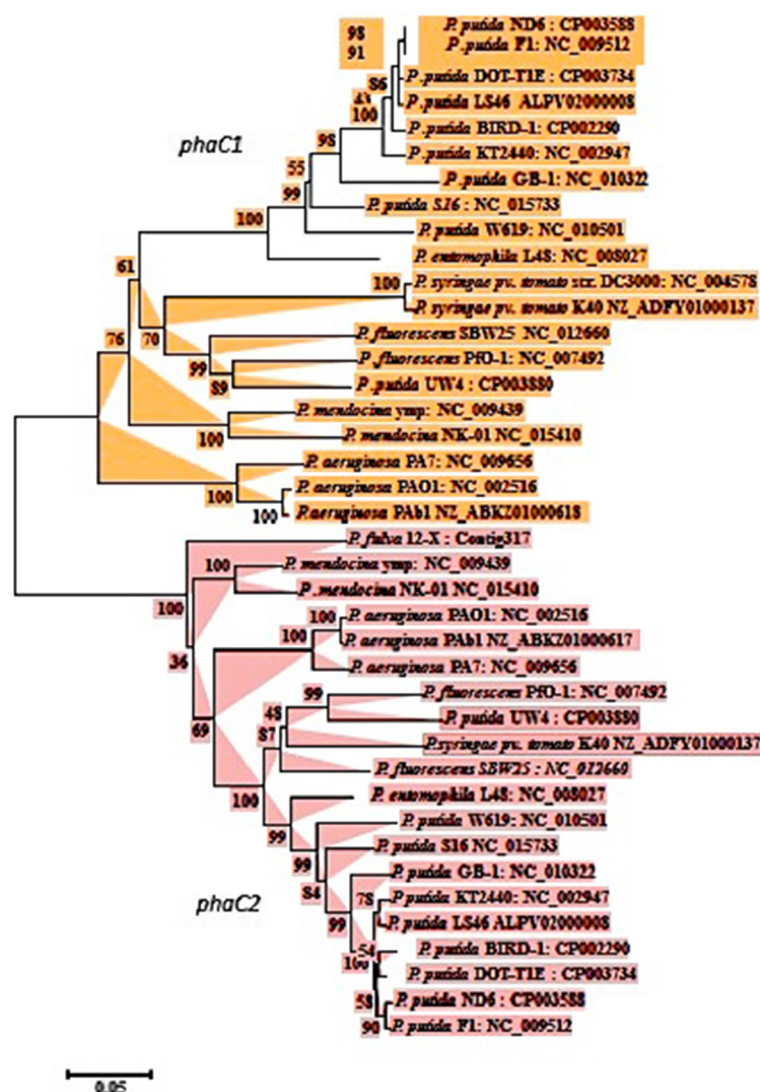 98
91
P. putida ND6 : CP003588
P. putida F1: NC_009512
86
P. putida DOT-T1E: CP003734
43
P. putida LS46 ALPV02000008
100
P. putida BIRD-1: CP002290
phaC1
98
P. putida KT2440: NC_002947
55
P. putida GB-1: NC_010322
99
P. putida S16 : NC_015733
100
P. putida W619: NC_010501
P. entomophila L48: NC_008027
61
100
P. syringae pv. tomato str. DC3000: NC_004578
P. syringae pv. tomato K40 NZ_ADFY01000137
76
70
P. fluorescens SBW25 NC_012660
99
P. fluorescens PfO-1: NC_007492
89
P. putida UW4 : CP003880
P. mendocina ymp: NC_009439
100
P. mendocina NK-01 NC_015410
P. aeruginosa PA7: NC_009656
100
P. aeruginosa PAO1: NC_002516
100
P.aeruginosa PAb1 NZ_ABKZ01000618
P. fulva 12-X : Contig317
100
P. mendocina ymp: NC_009439
100
P. mendocina NK-01 NC_015410
100
P. aeruginosa PAO1: NC_002516
100
P. aeruginosa PAb1 NZ_ABKZ01000617
36
P. aeruginosa PA7: NC_009656
99
P. fluorescens PfO-1: NC_007492
48
P. putida UW4 : CP003880
69
87
P.syringae pv. tomato K40 NZ_ADFY01000137
P. fluorescens SBW25 : NC_012660
100
P. entomophila L48: NC_008027
99
P. putida W619: NC_010501
99
P. putida S16 NC_015733
84
P. putida GB-1: NC_010322
phaC2
78
P. putida KT2440: NC_002947
99
P. putida LS46 ALPV02000008
54
P. putida BIRD-1: CP002290
100
P. putida DOT-T1E : CP003734
58
P. putida ND6 : CP003588
90
P. putida F1: NC_009512
0.05